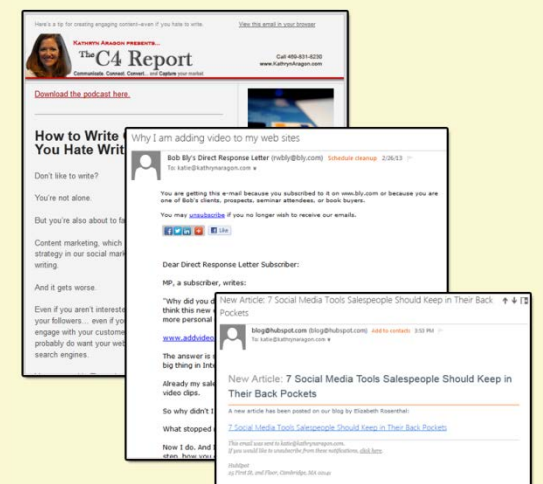 Here's a tip for creating engaging content--even if you hate to write.
View this email in your browser
KATHRYN ARAGON PRESENTS...
The C4 Report
Communicate. Connect. Convert... and Capture your market.
Call 469-831-8230
www.KathrynAragon.com
Download the podcast here.
How to Write
You Hate Writ
Don't like to write?
You're not alone.
But you're also about to fa
Content marketing, which
strategy in our social mark
writing.
And it gets worse.
Even if you aren't intereste
your followers... even if yo
engage with your custome
probably do want your web
search engines.
Why I am adding video to my web sites
Bob Bly's Direct Response Letter (rwbly@bly.com) Schedule cleanup 2/26/13
To: katie@kathrynaragon.com
You are getting this e-mail because you subscribed to it on www.bly.com or because you are
one of Bob's clients, prospects, seminar attendees, or book buyers.
You may unsubscribe if you no longer wish to receive our emails.
Like
Dear Direct Response Letter Subscriber:
MP, a subscriber, writes:
"Why did you d
think this new
more personal
www.addvideo
The answer is
big thing in Inte
Already my sale
video clips.
So why didn't I
What stopped
Now I do. And I
step, how you
New Article: 7 Social Media Tools Salespeople Should Keep in Their Back
Pockets
blog@hubspot.com (blog@hubspot.com) Add to contacts 3:03 PM
To: katie@kathrynaragon.com
New Article: 7 Social Media Tools Salespeople Should Keep in
Their Back Pockets
A new article has been posted on our blog by Elizabeth Rosenthal:
7 Social Media Tools Salespeople Should Keep in Their Back Pockets
This email was sent to katie@kathrynaragon.com.
If you would like to unsubscribe from these notifications, click here.
HubSpot
25 First St, 2nd Floor, Cambridge, MA 02141